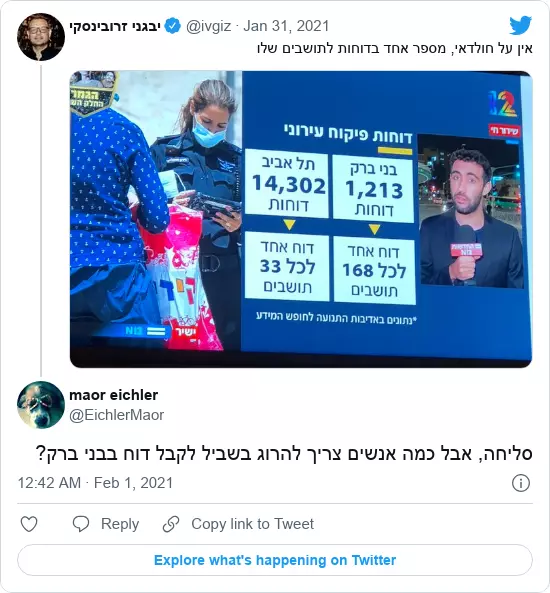 יבגני זרובינסקי @ivgiz · Jan 31, 2021
אין על חולדאי, מספר אחד בדוחות לתושבים שלו
הגמר
12
שידור חי
דוחות פיקוח עירוני
בני ברק
1,213
דוחות
תל אביב
14,302
דוחות
דוח אחד
לכל 168
תושבים
דוח אחד
לכל 33
תושבים
*נתונים באדיבות התנועה לחופש המידע
N12
ישיר
N12
maor eichler
@EichlerMaor
סליחה, אבל כמה אנשים צריך להרוג בשביל לקבל דוח בבני ברק?
12:42 AM · Feb 1, 2021
Reply
Copy link to Tweet
Explore what's happening on Twitter